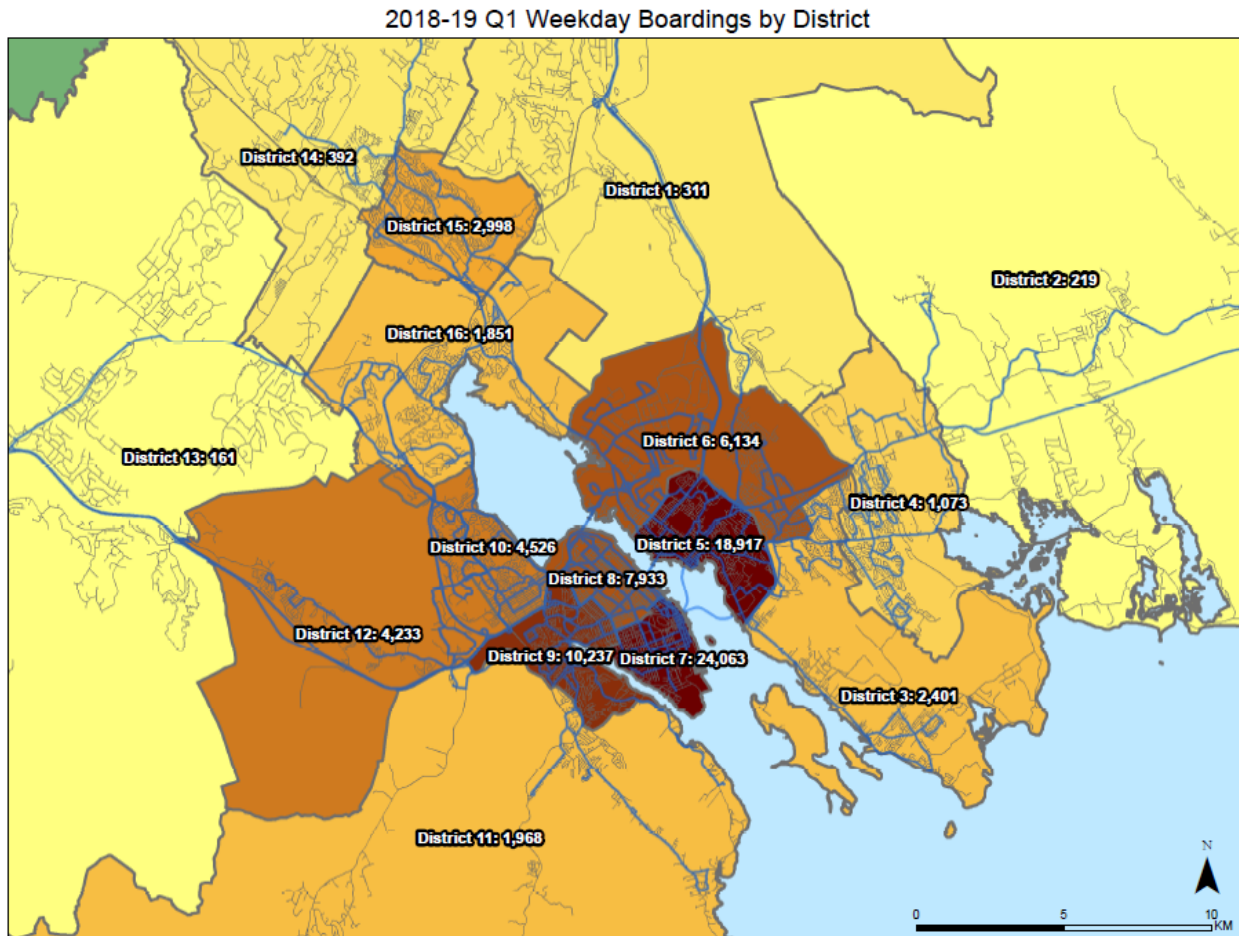 2018-19 Q1 Weekday Boardings by District
District 14: 392
District 1: 311
District 15: 2,998
District 2: 219
District 16: 1,851
District 6: 6,134
District 13: 161
District 4: 1,073
District 10: 4,526
District 5: 18,917
District 8: 7,933
District 12: 4,233
District 9: 10,237
District 7: 24,063
District 3: 2,401
District 11: 1,968
N
0 5 10
KM